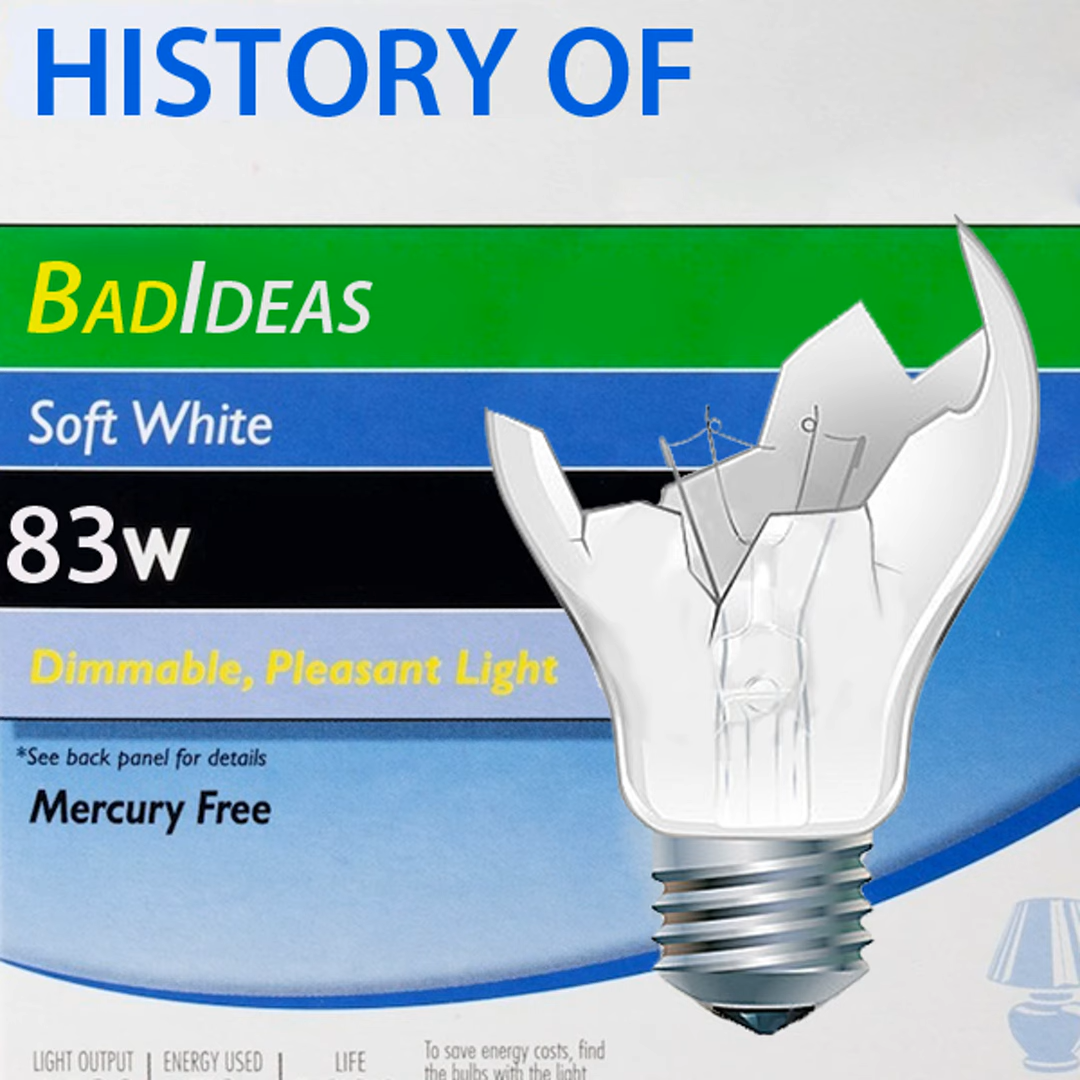 HISTORY OF
BADIDEAS
Soft White
83w
Dimmable, Pleasant Light
*See back panel for details
Mercury Free
LIGHT OUTPUT | ENERGY USED | LIFE
To save energy costs, find
the bulbs with the light